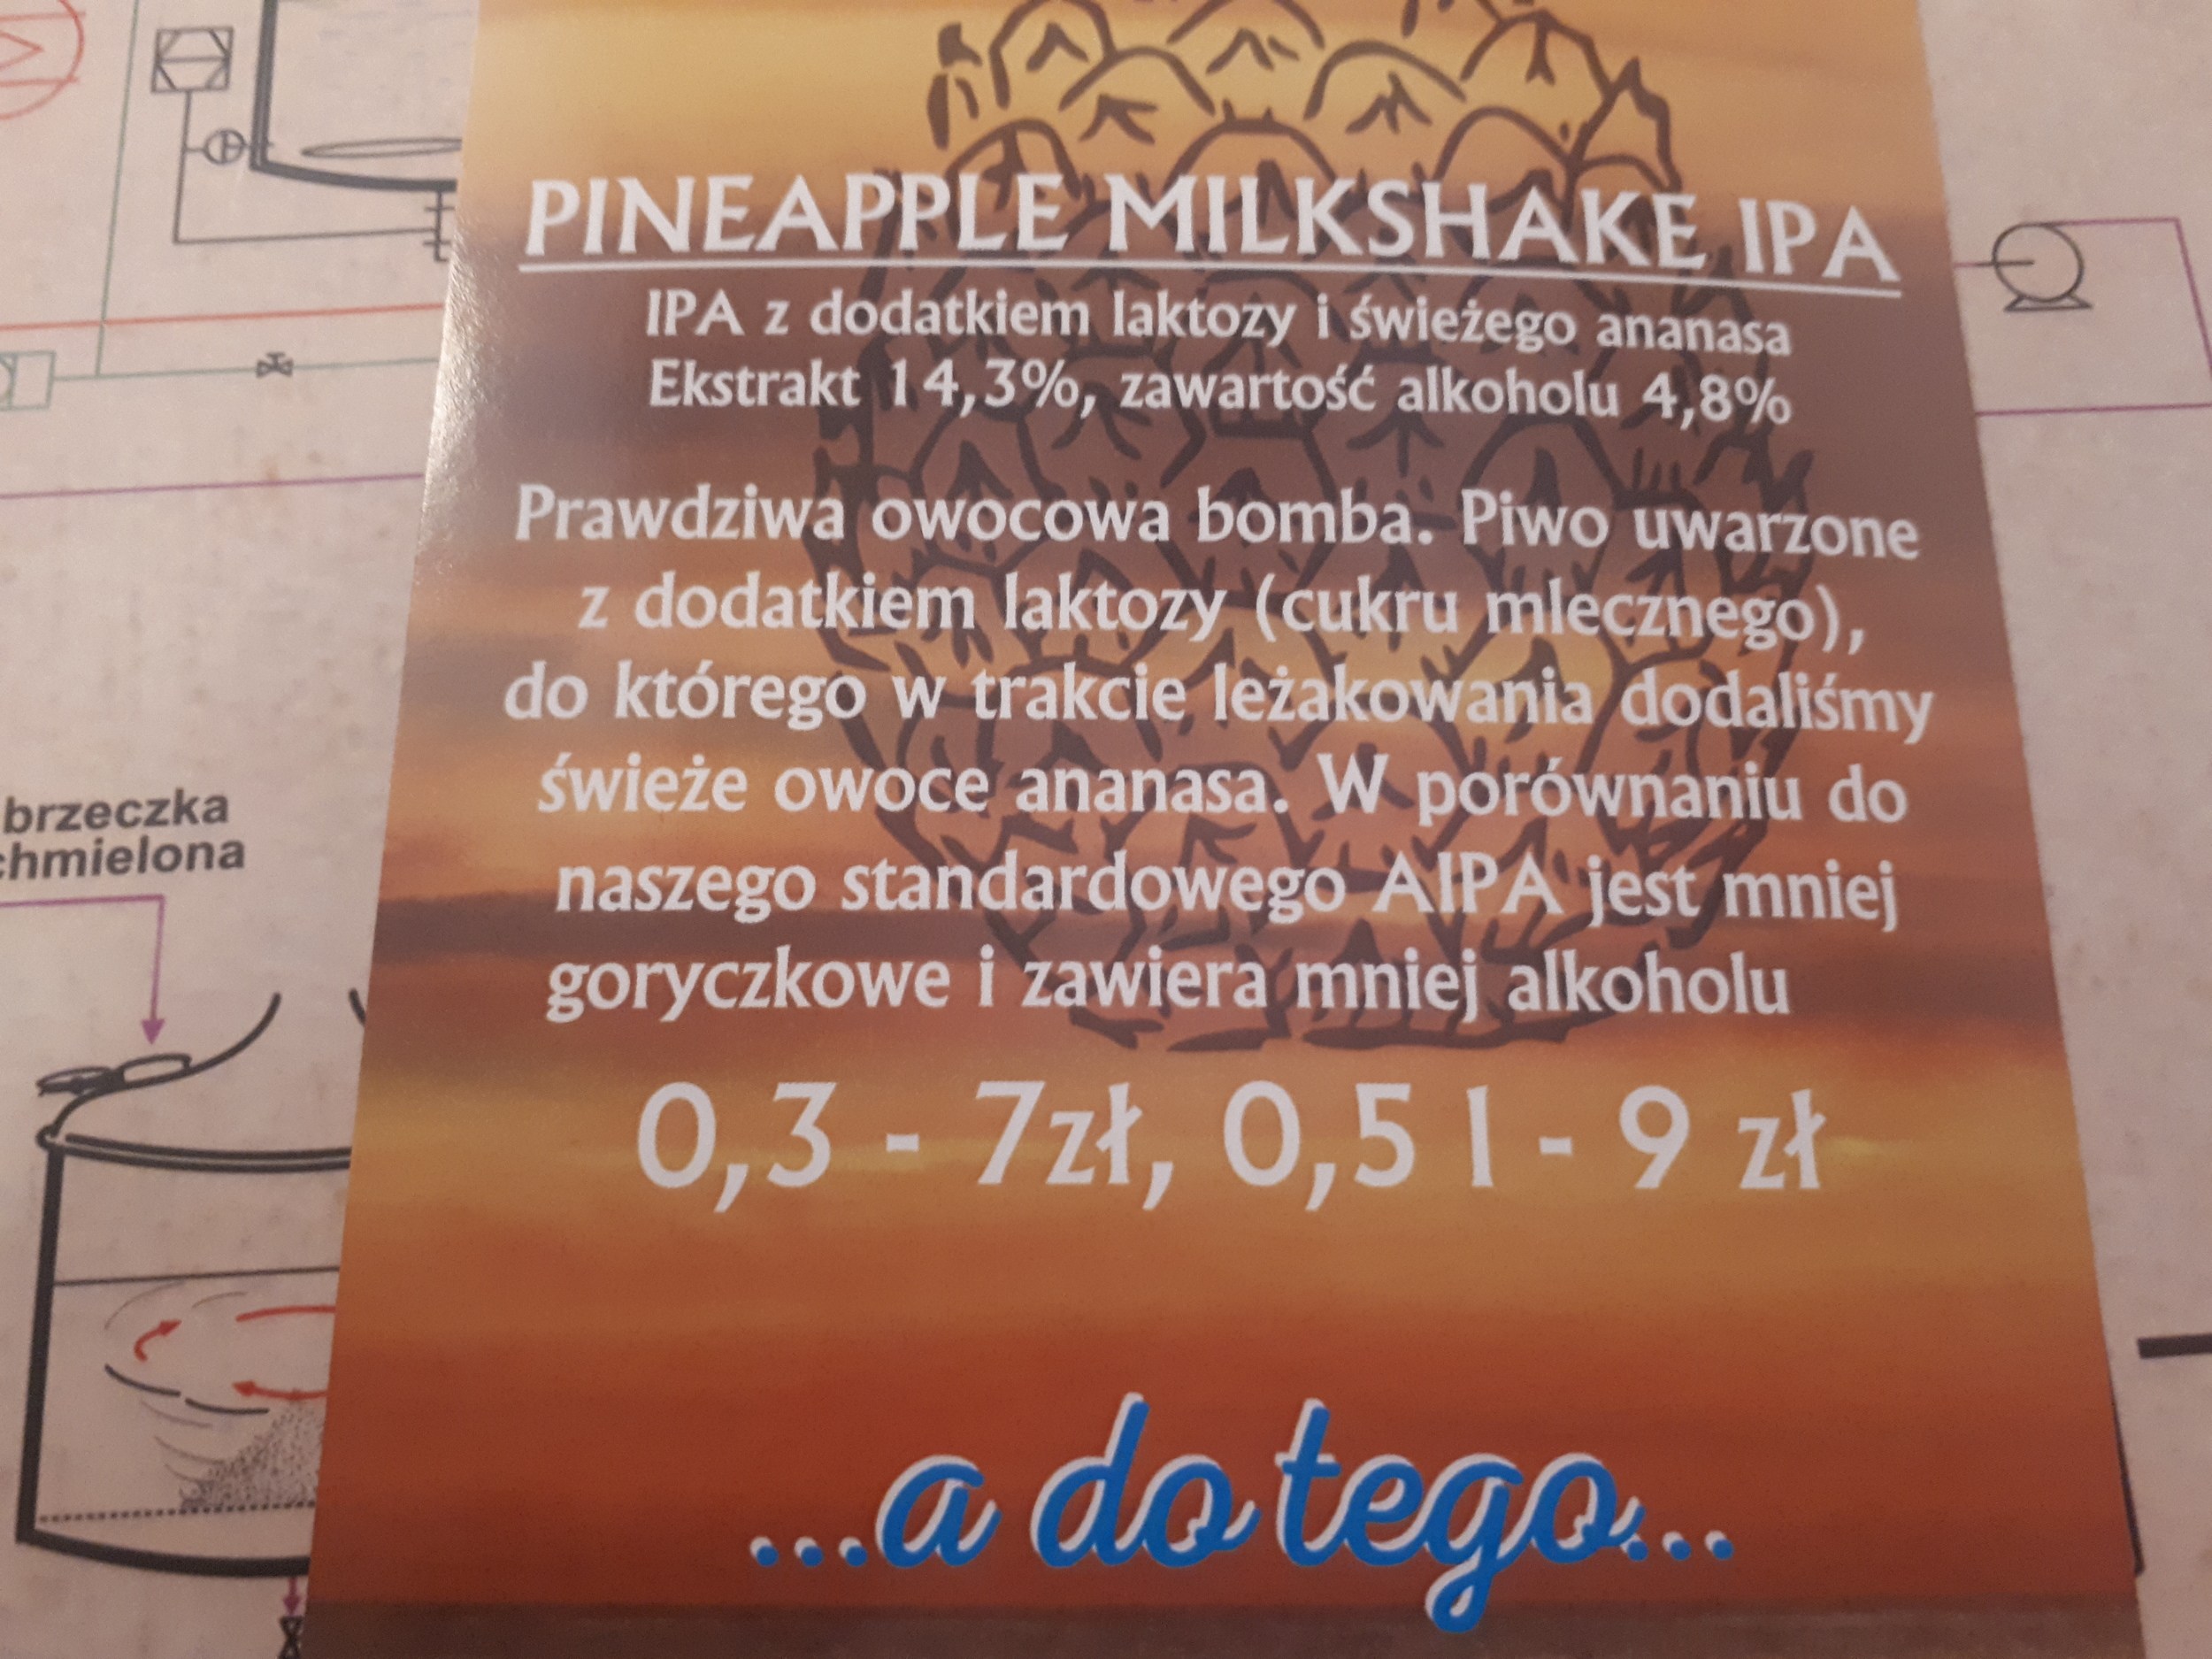 PINEAPPLE MILKSHAKE IPA
IPA z dodatkiem laktozy i świeżego ananasa
Ekstrakt 14,3%, zawartość alkoholu 4,8%
Prawdziwa owocowa bomba. Piwo uwarzone
z dodatkiem laktozy (cukru mlecznego),
do którego w trakcie leżakowania dodaliśmy
świeże owoce ananasa. W porównaniu do
naszego standardowego AIPA jest mniej
goryczkowe i zawiera mniej alkoholu
0,3 - 7zł, 0,5 l - 9 zł
...a do tego...
brzeczka
chmielona